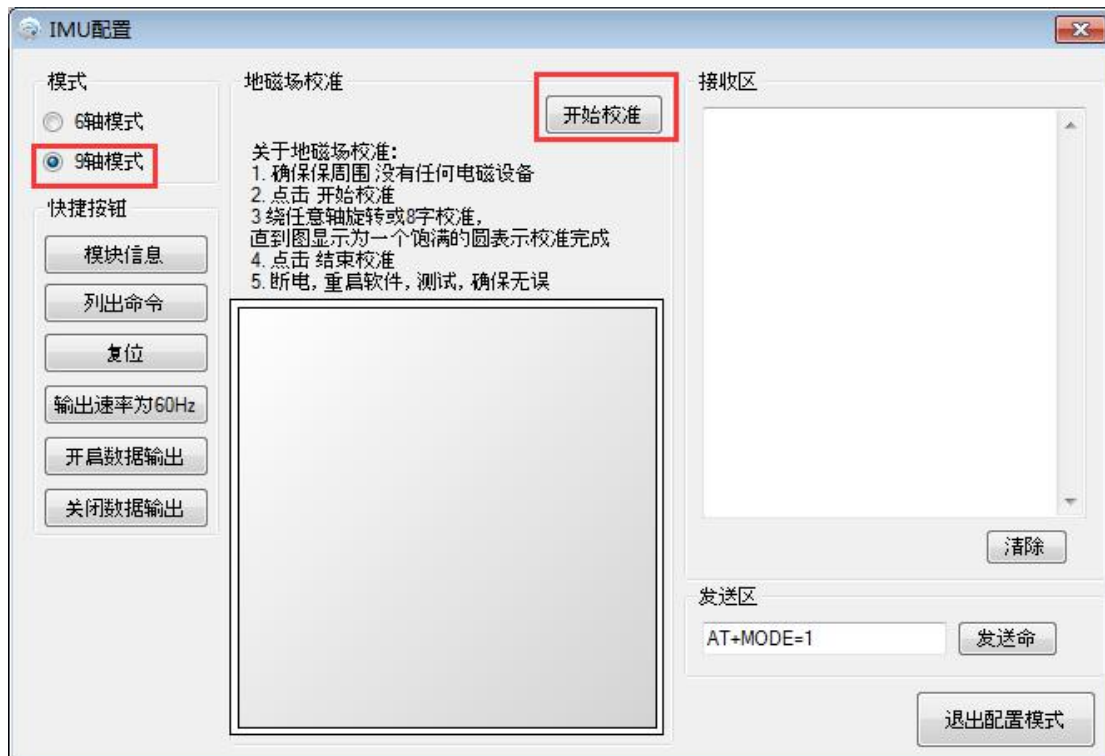 IMU配置
模式
6轴模式
9轴模式
快捷按钮
模块信息
列出命令
复位
输出速率为60Hz
开启数据输出
关闭数据输出
地磁场校准
开始校准
关于地磁场校准:
1. 确保保周围没有任何电磁设备
2. 点击 开始校准
3 绕任意轴旋转或8字校准,
直到图显示为一个饱满的圆表示校准完成
4. 点击 结束校准
5. 断电, 重启软件, 测试, 确保无误
接收区
清除
发送区
AT+MODE=1
发送命
退出配置模式